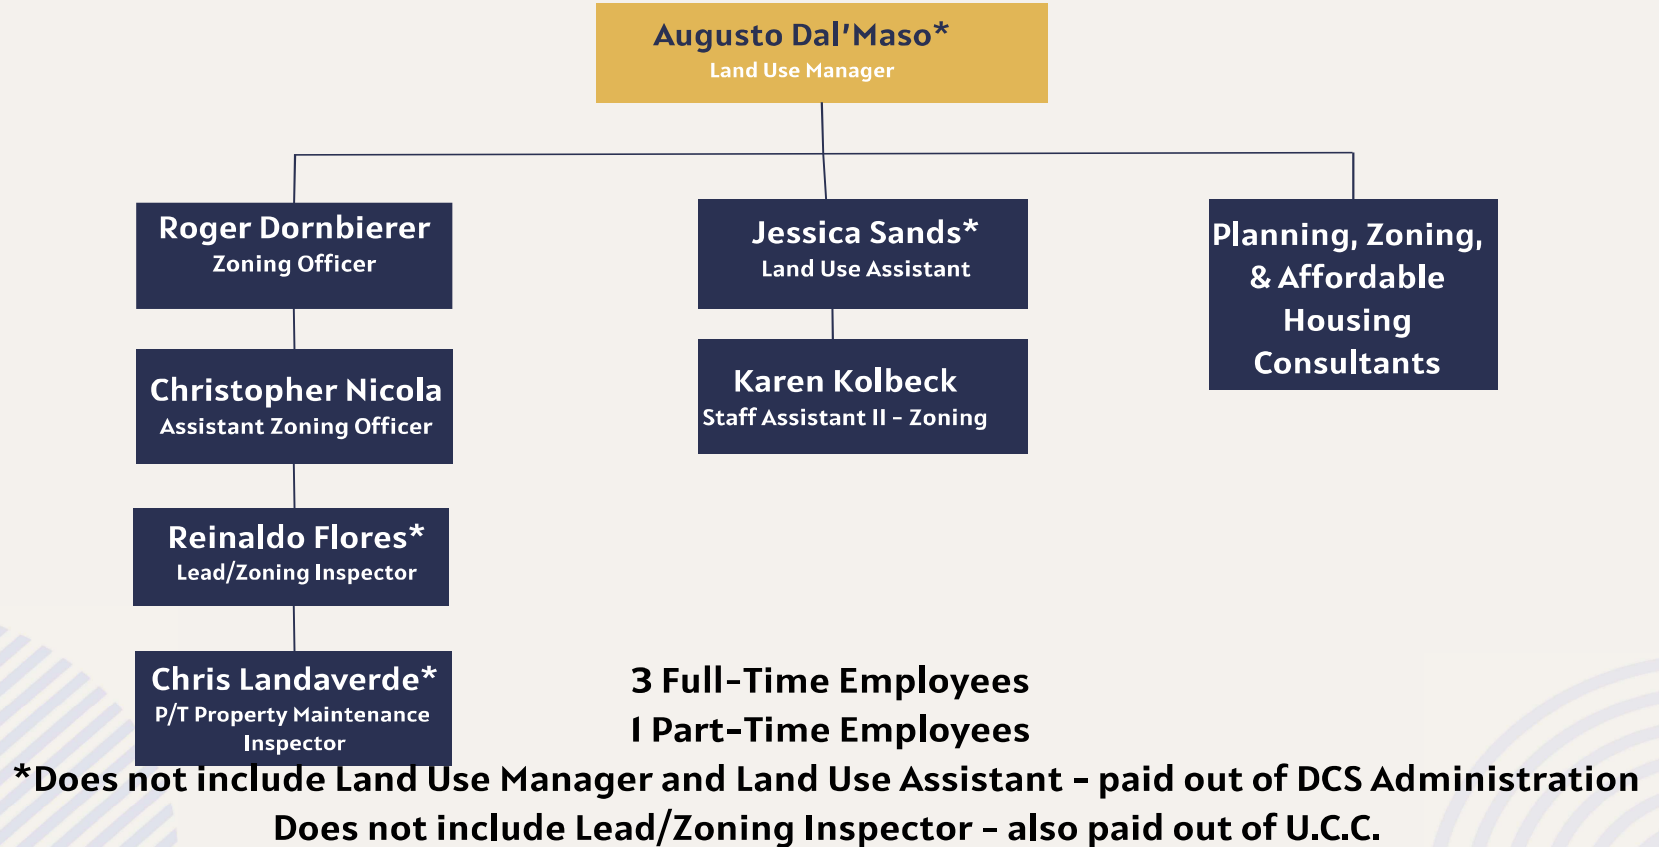 Augusto Dal'Maso*
Land Use Manager
Roger Dornbierer
Zoning Officer
Jessica Sands*
Land Use Assistant
Planning, Zoning,
& Affordable
Housing
Consultants
Christopher Nicola
Assistant Zoning Officer
Karen Kolbeck
Staff Assistant II - Zoning
Reinaldo Flores*
Lead/Zoning Inspector
Chris Landaverde*
P/T Property Maintenance
Inspector
3 Full-Time Employees
1 Part-Time Employees
*Does not include Land Use Manager and Land Use Assistant - paid out of DCS Administration
Does not include Lead/Zoning Inspector - also paid out of U.C.C.